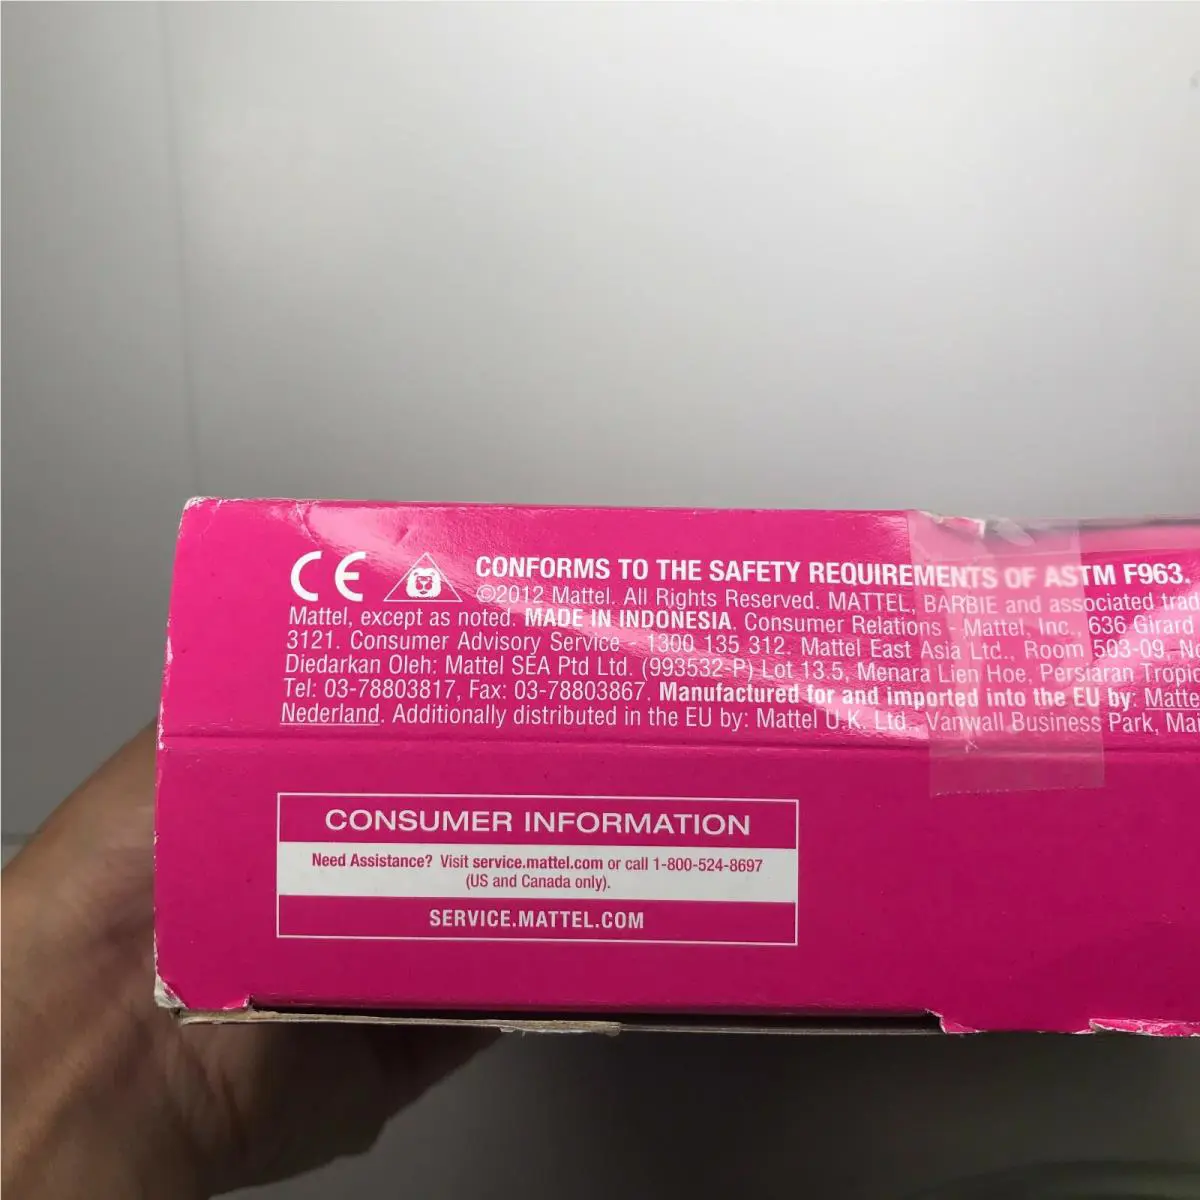 CE
CONFORMS TO THE SAFETY REQUIREMENTS OF ASTM F963.
©2012 Mattel. All Rights Reserved. MATTEL, BARBIE and associated trad
Mattel, except as noted. MADE IN INDONESIA. Consumer Relations - Mattel, Inc., 636 Girard
3121. Consumer Advisory Service - 1300 135 312. Mattel East Asia Ltd., Room 503-09, No
Diedarkan Oleh: Mattel SEA Ptd Ltd. (993532-P) Lot 13.5, Menara Lien Hoe, Persiaran Tropic
Tel: 03-78803817, Fax: 03-78803867. Manufactured for and imported into the EU by: Matte
Nederland. Additionally distributed in the EU by: Mattel U.K. Ltd., Vanwall Business Park, Mai
CONSUMER INFORMATION
Need Assistance? Visit service.mattel.com or call 1-800-524-8697
(US and Canada only).
SERVICE.MATTEL.COM